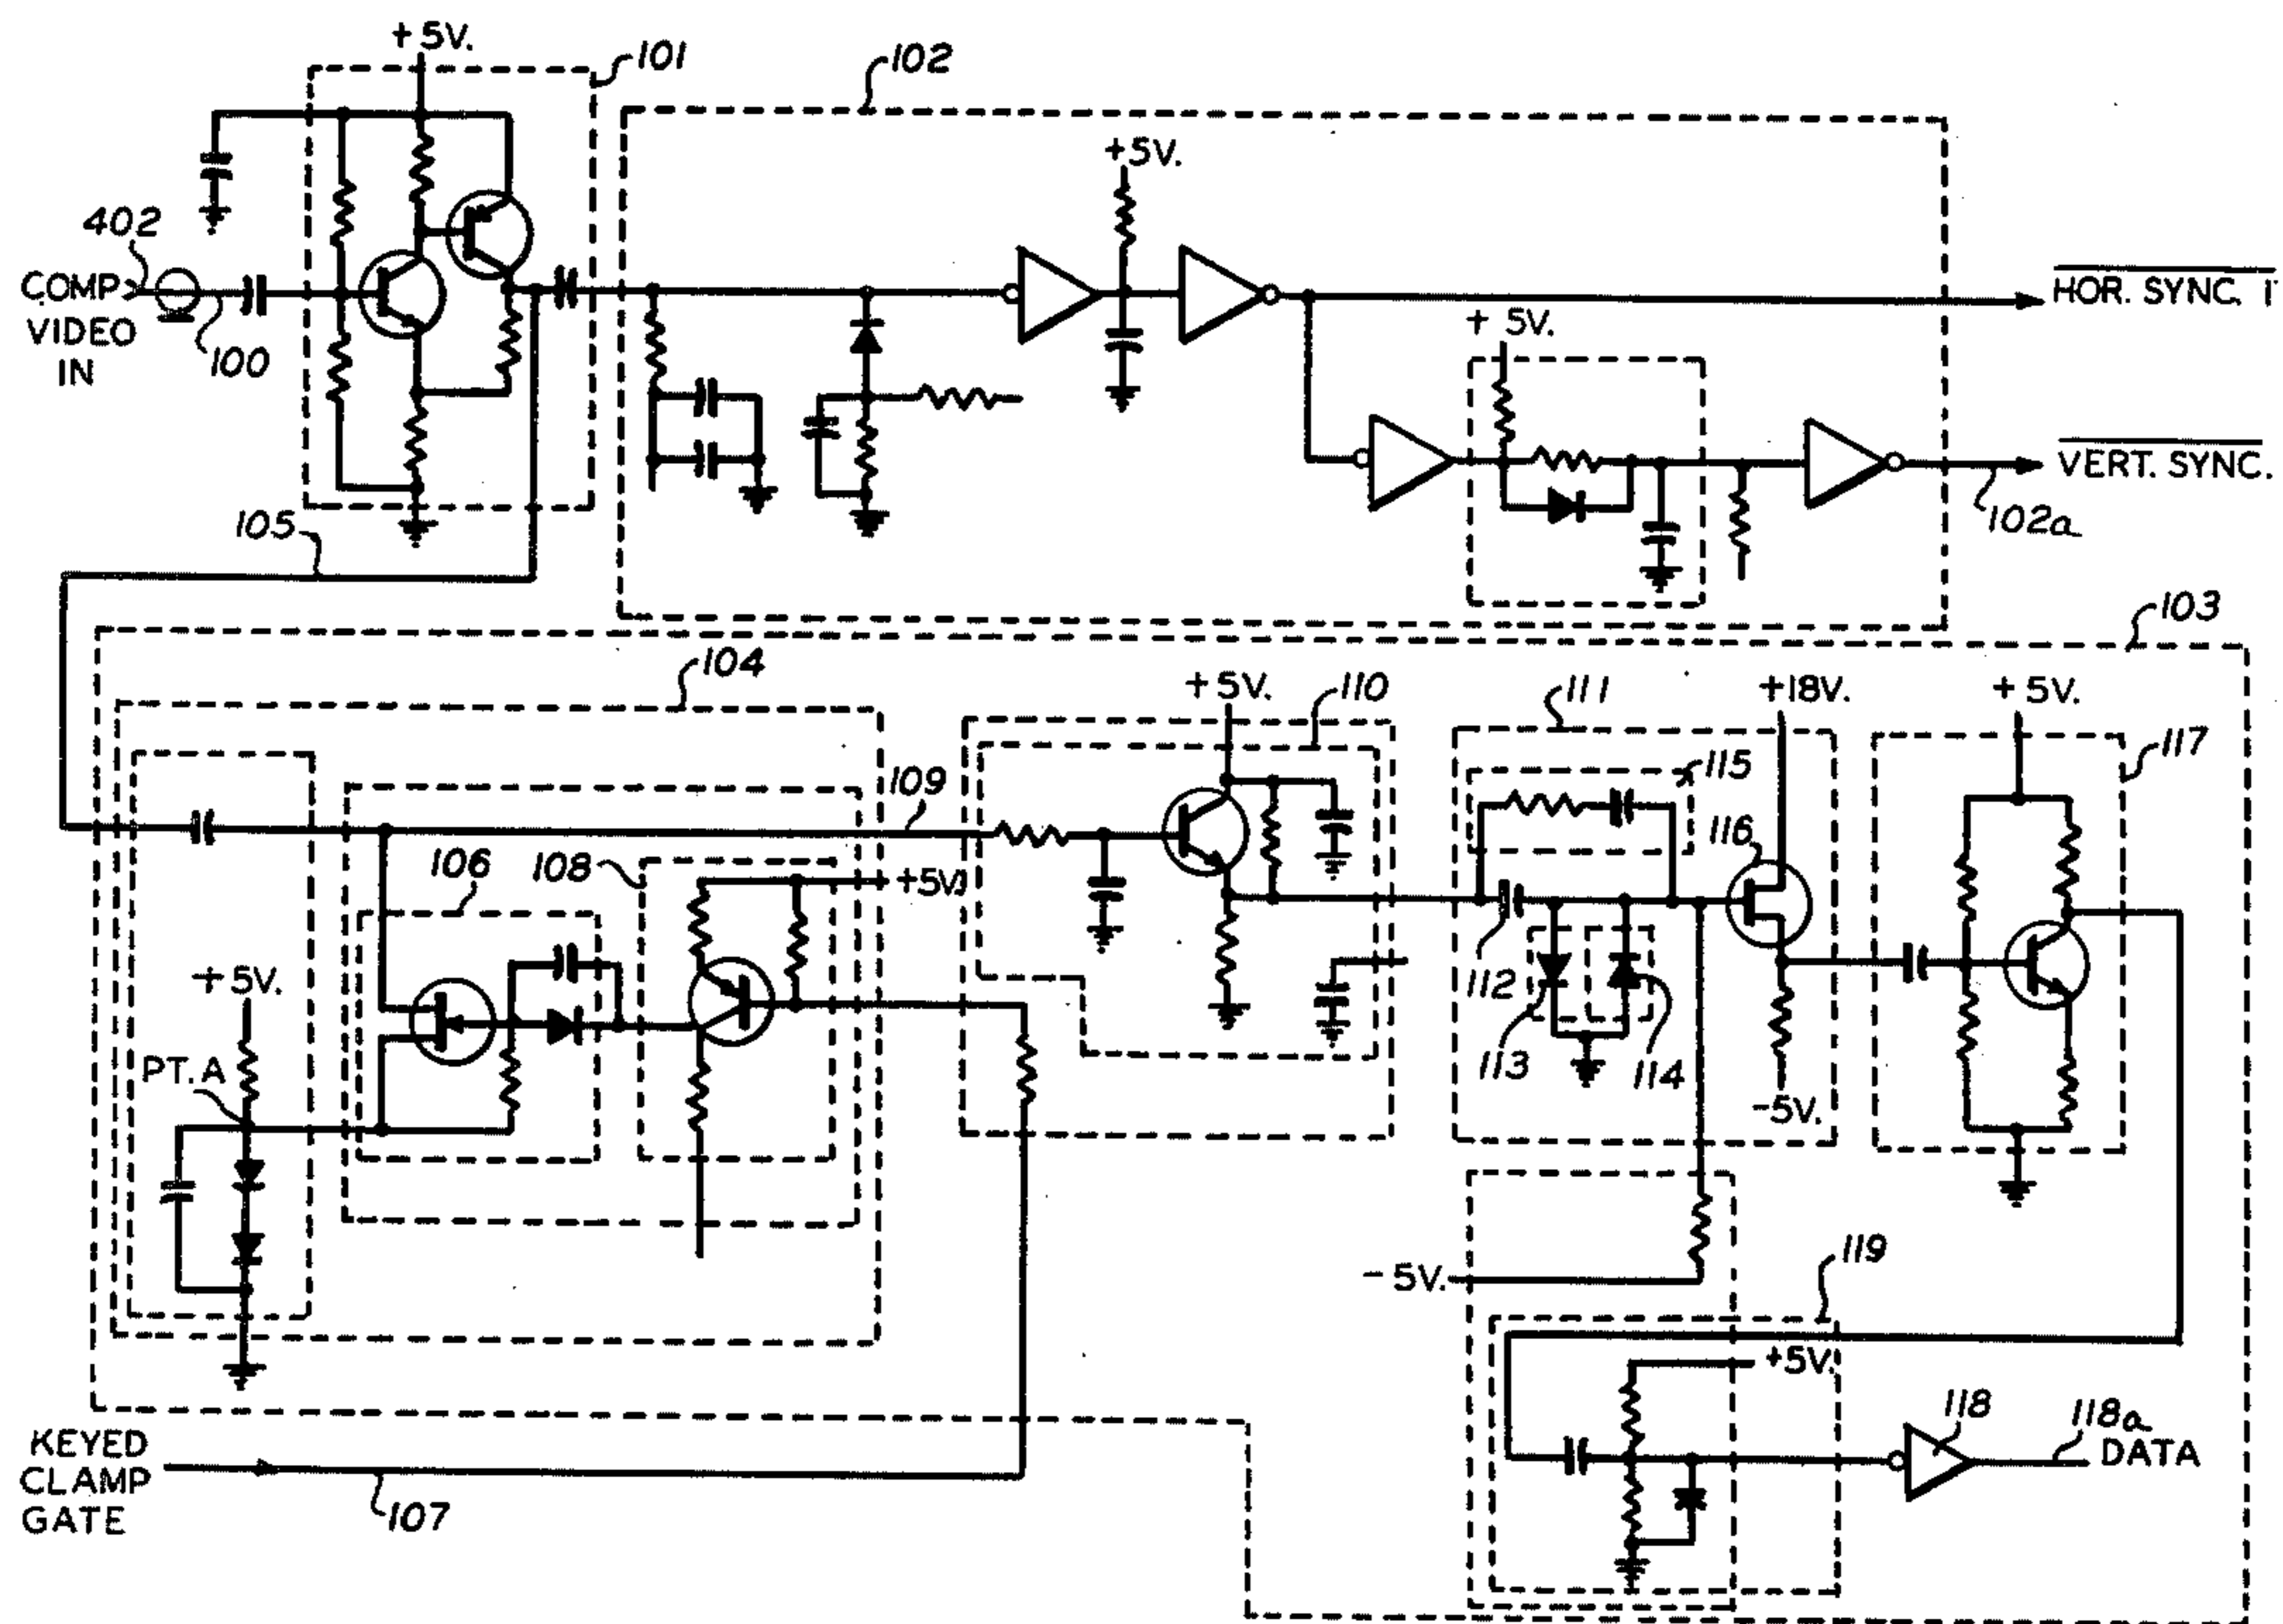 +5V.
101
102
+5V.
402
COMP.
VIDEO
IN
100
HOR. SYNC. 1
+ 5V.
VERT. SYNC.
102a
105
103
104
+5V.
110
111
+18V.
+ 5V.
117
109
115
106
108
+5V.
116
+5V.
112
PT. A
113
114
-5V.
-5V.
119
+5V.
KEYED
CLAMP
GATE
107
118
118a
DATA